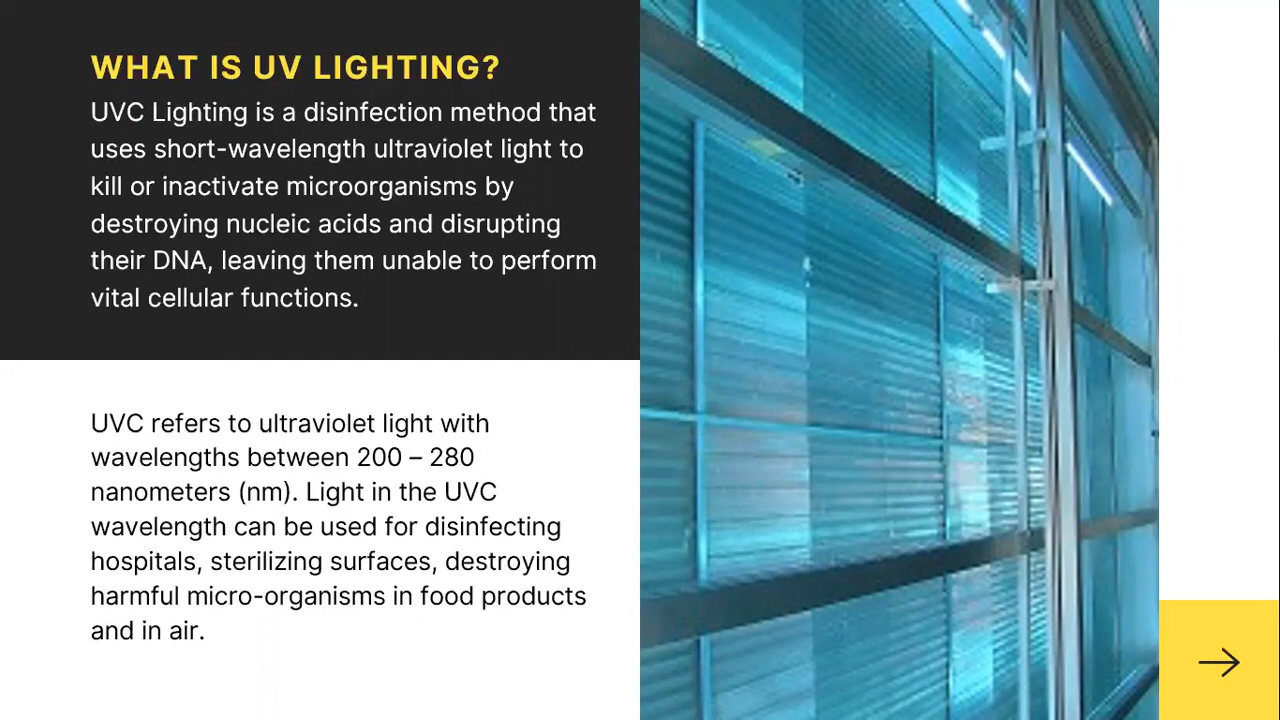 WHAT IS UV LIGHTING?
UVC Lighting is a disinfection method that
uses short-wavelength ultraviolet light to
kill or inactivate microorganisms by
destroying nucleic acids and disrupting
their DNA, leaving them unable to perform
vital cellular functions.
UVC refers to ultraviolet light with
wavelengths between 200 – 280
nanometers (nm). Light in the UVC
wavelength can be used for disinfecting
hospitals, sterilizing surfaces, destroying
harmful micro-organisms in food products
and in air.